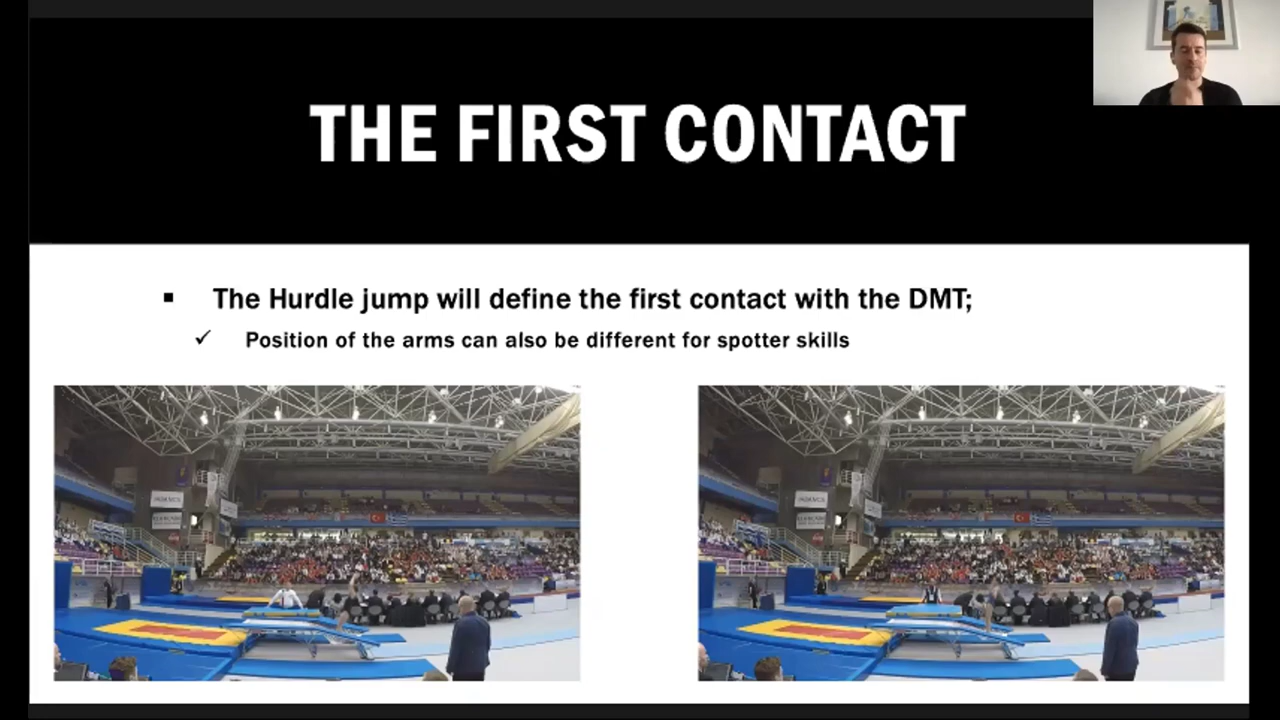 THE FIRST CONTACT
The Hurdle jump will define the first contact with the DMT;
Position of the arms can also be different for spotter skills